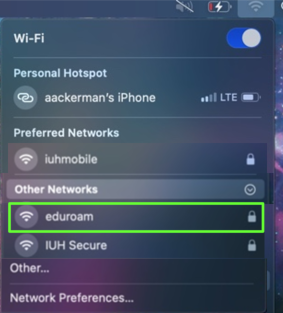 Wi-Fi
Personal Hotspot
aackerman's iPhone LTE
Preferred Networks
iuhmobile
Other Networks
eduroam
IUH Secure
Other...
Network Preferences...